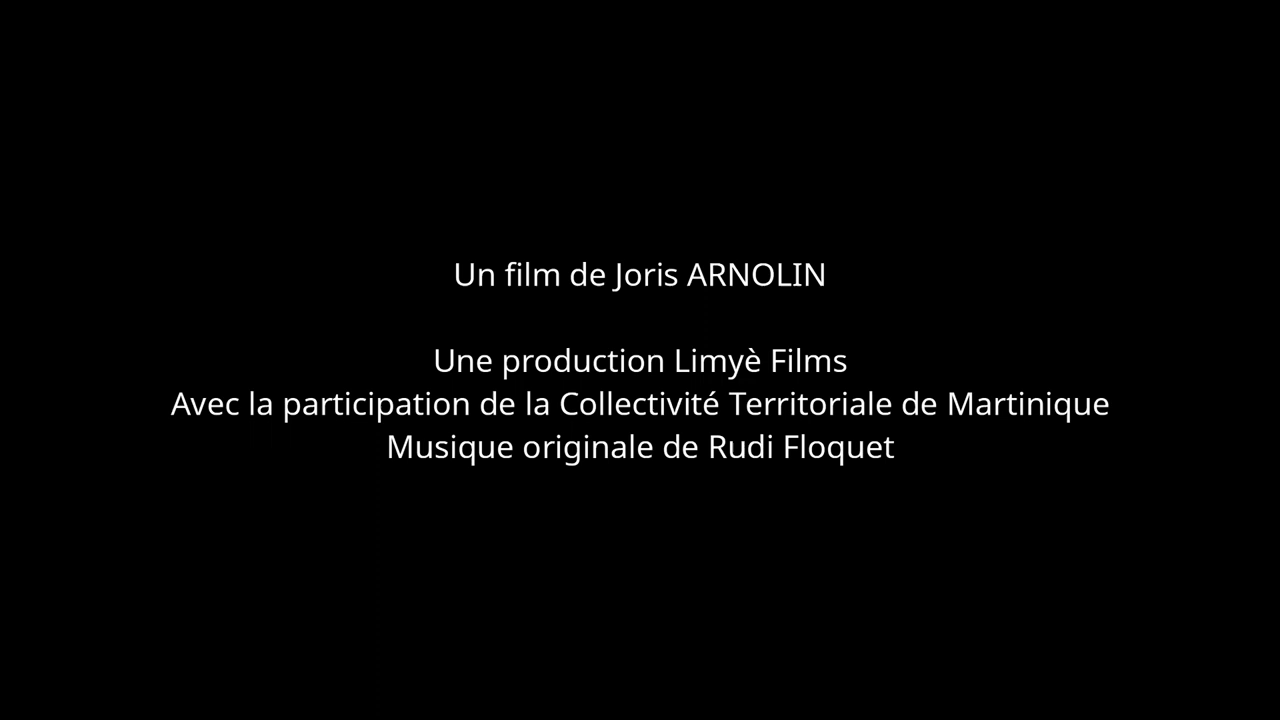 Un film de Joris ARNOLIN
Une production Limyè Films
Avec la participation de la Collectivité Territoriale de Martinique
Musique originale de Rudi Floquet